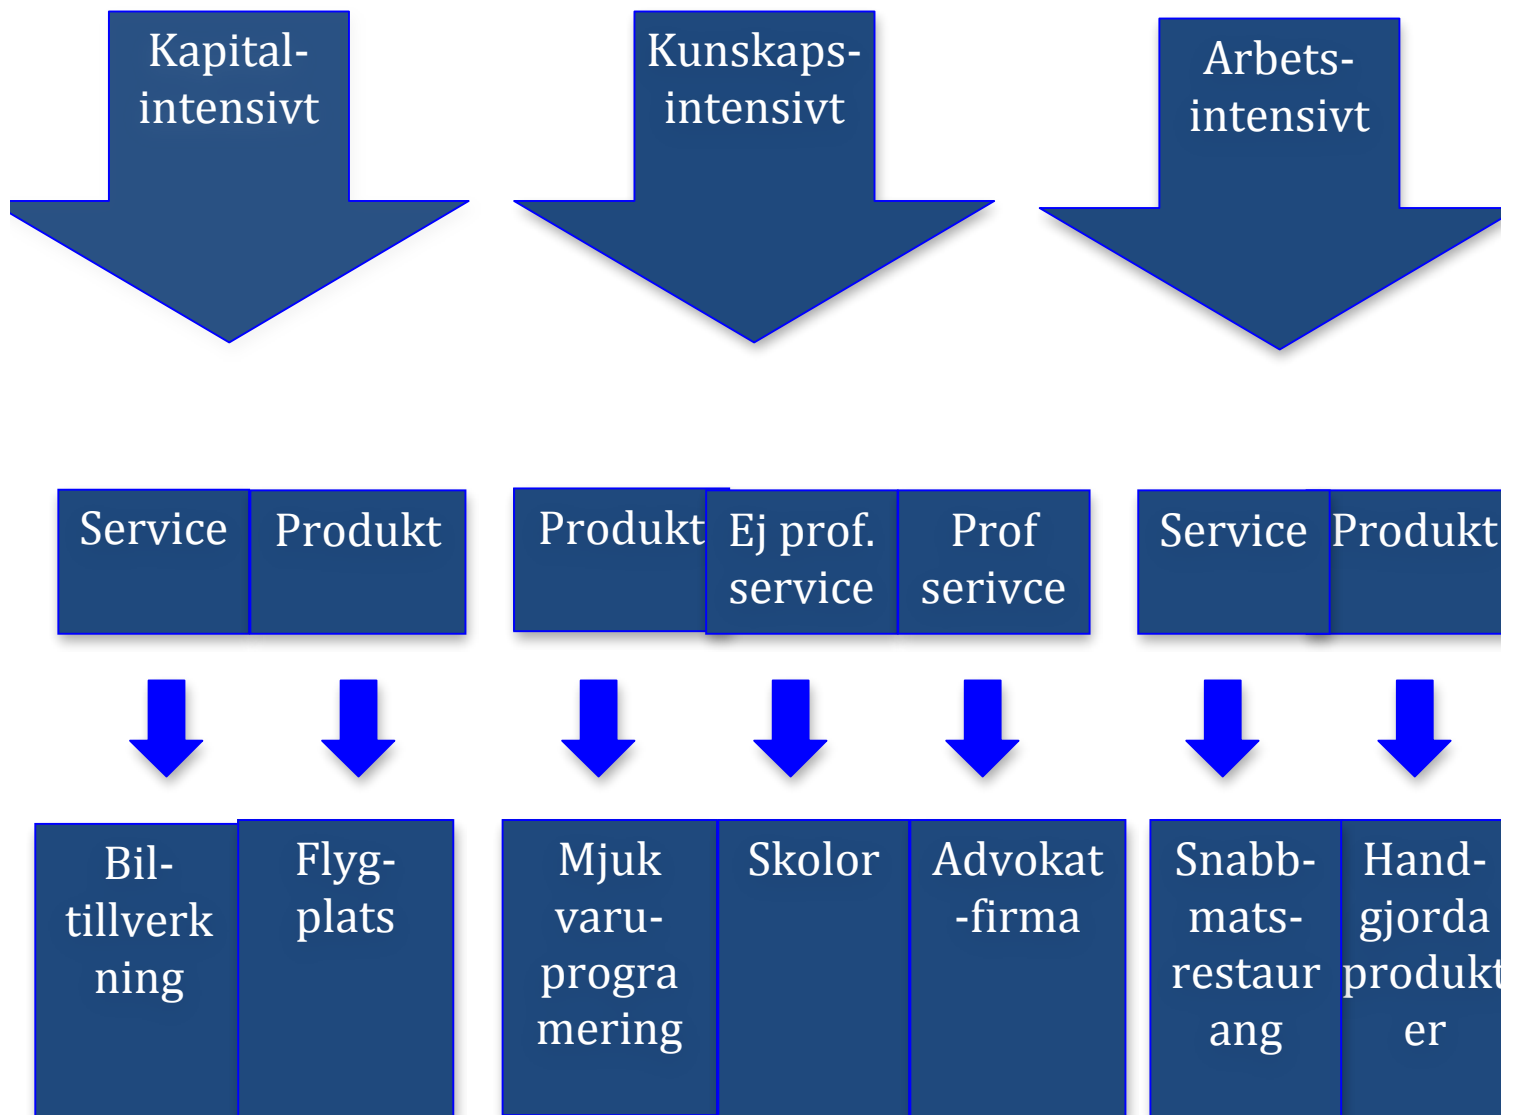 Kapital-
intensivt
Kunskaps-
intensivt
Arbets-
intensivt
Service
Produkt
Produkt
Ej prof.
service
Prof
serivce
Service
Produkt
Bil-
tillverk
ning
Flyg-
plats
Mjuk
varu-
progra
mering
Skolor
Advokat
-firma
Snabb-
mats-
restaur
ang
Hand-
gjorda
produkt
er